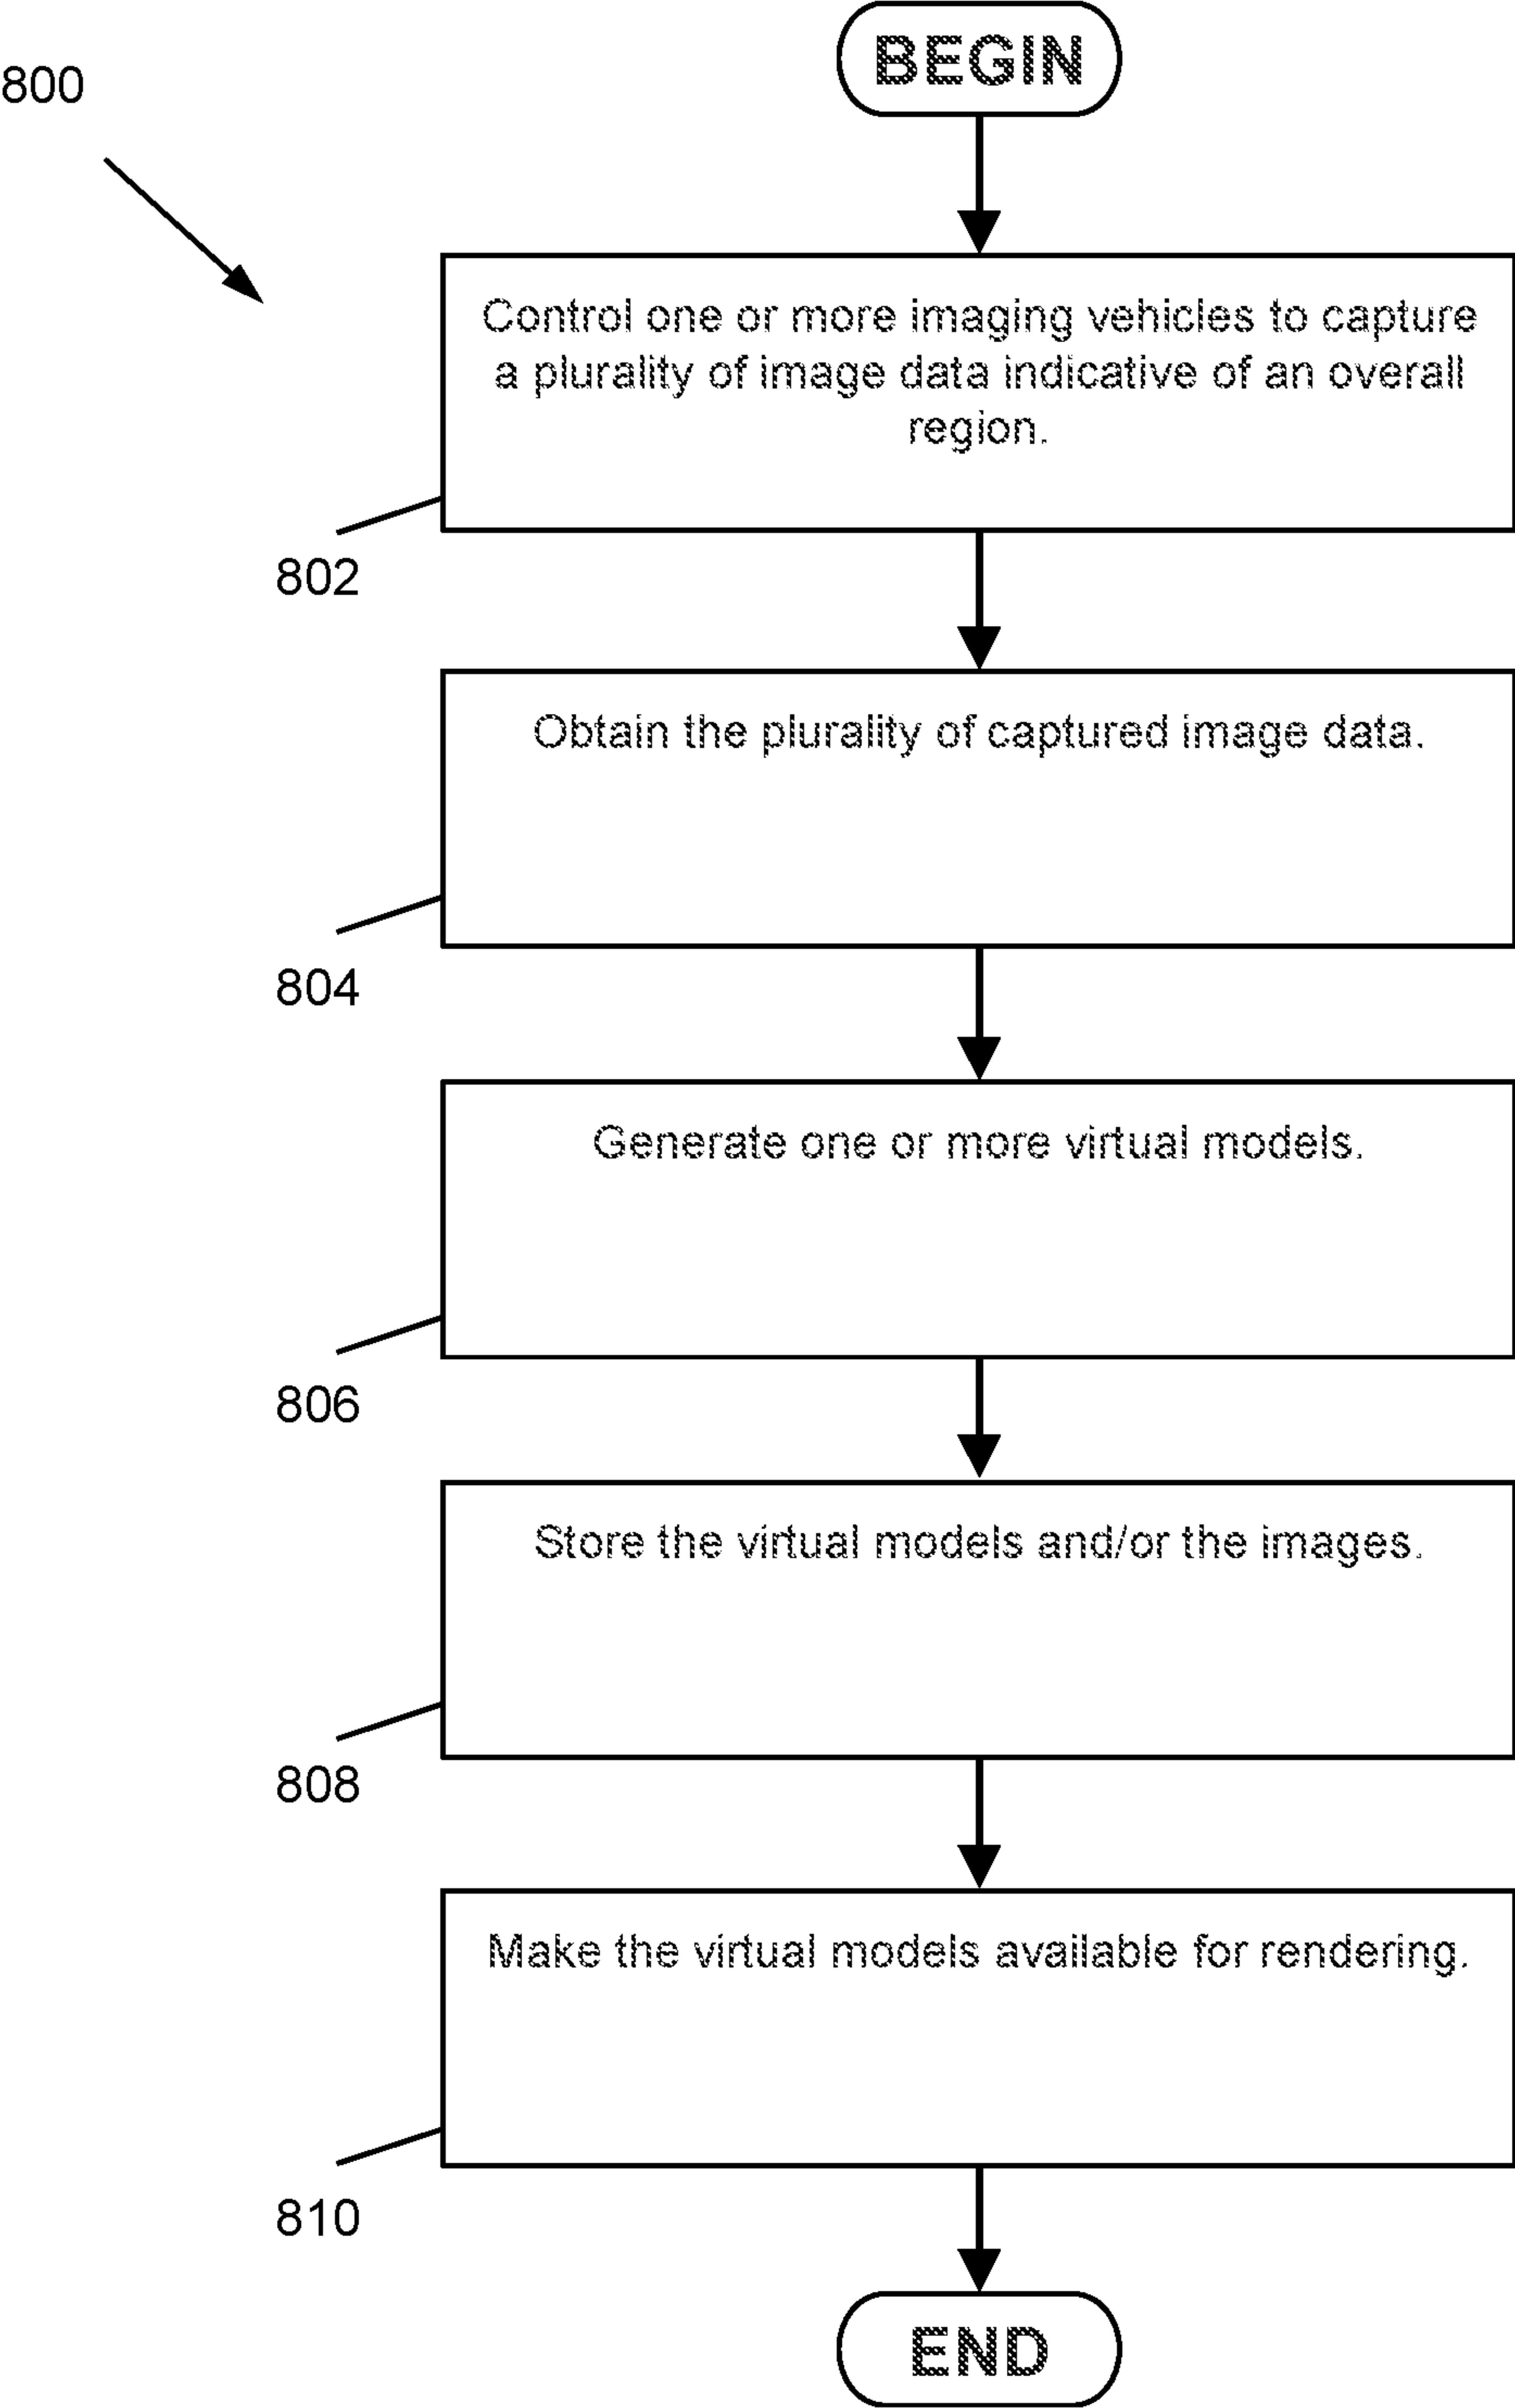 BEGIN
800
Control one or more imaging vehicles to capture
a plurality of image data indicative of an overall
region.
802
Obtain the plurality of captured image data.
804
Generate one or more virtual models.
806
Store the virtual models and/or the images.
808
Make the virtual models available for rendering.
810
END